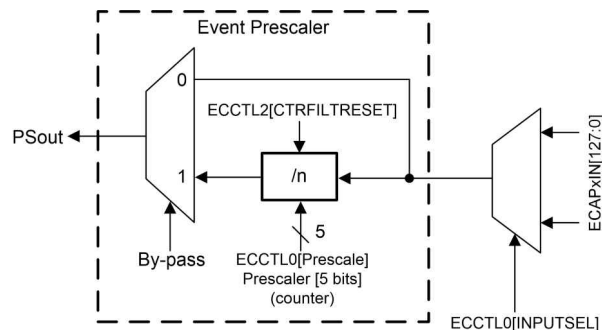 Event Prescaler
0
ECCTL2[CTRFILTRESET]
PSout
1
/n
5
By-pass
ECCTL0[Prescale]
Prescaler [5 bits]
(counter)
ECAPxIN[127:0]
ECCTL0[INPUTSEL]